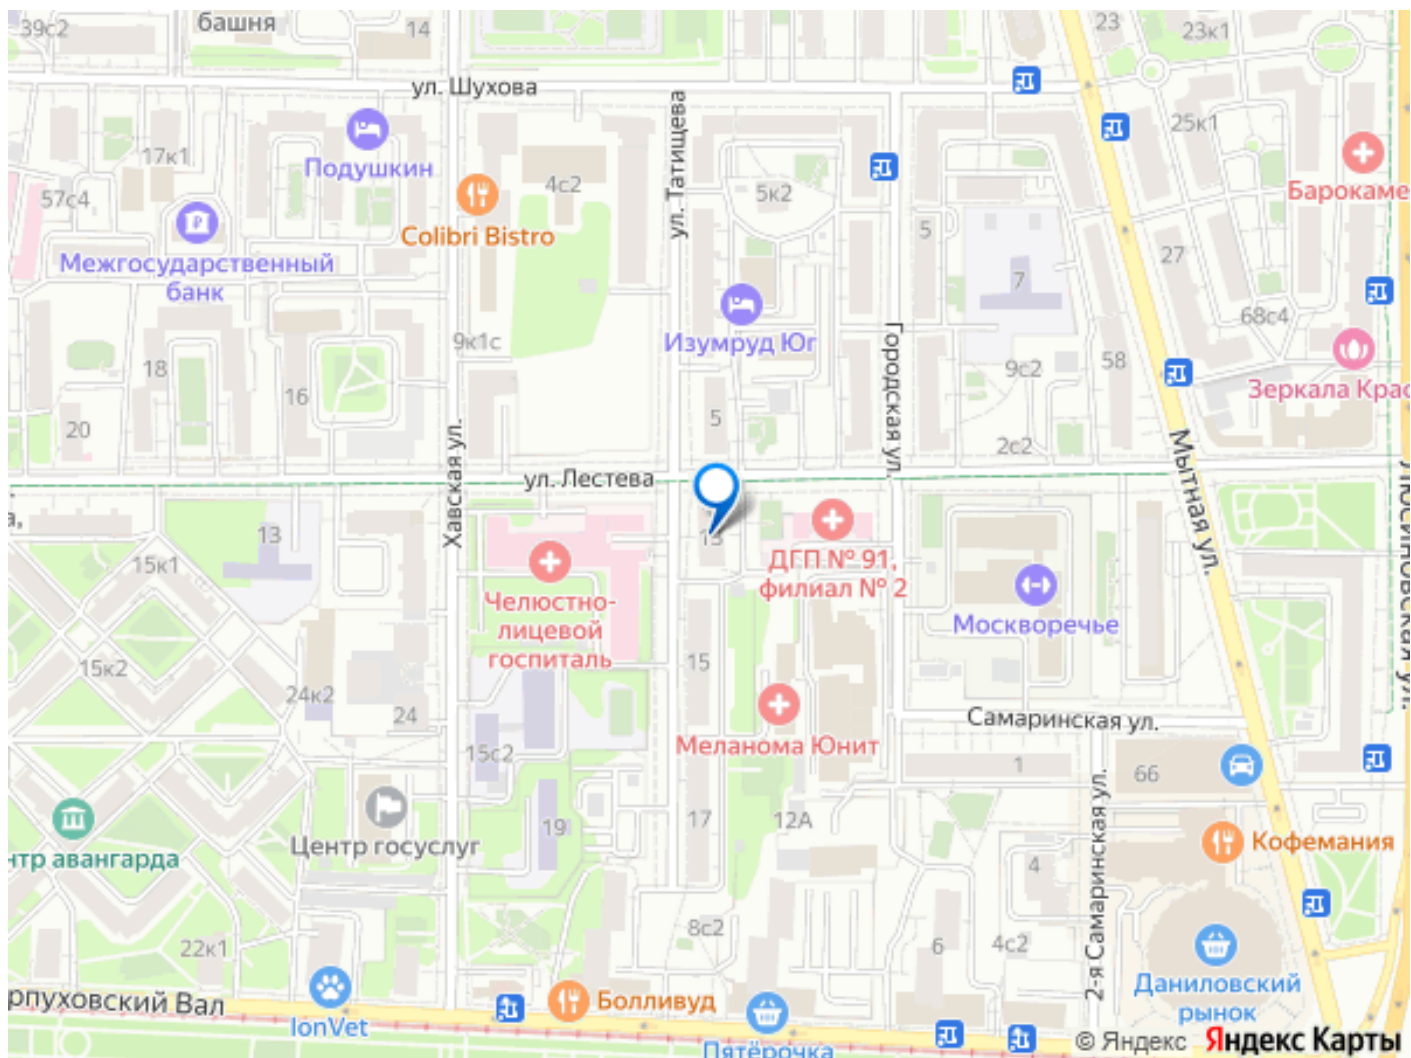 39с2
башня
14
23
23к1
ул. Шухова
ул. Татищева
17к1
Подушкин
4с2
5к2
25к1
Барокаме
57с4
Colibri Bistro
5
27
Межгосударственный
банк
7
68с4
9к1с
Изумруд Юг
Городская ул.
9с2
58
Зеркала Крас
18
16
20
5
2с2
Хавская ул.
ул. Лестева
Мытная ул.
Люсиновская ул.
а,
13
13
15к1
ДГП № 91,
филиал № 2
Челюстно-
лицевой
госпиталь
Москворечье
15к2
15
24к2
24
Самаринская ул.
Меланома Юнит
15с2
1
66
2-я Самаринская ул.
19
17
12А
Центр госуслуг
нтр авангарда
Кофемания
4
8с2
6
4с2
22к1
Даниловский
рынок
рпуховский Вал
IonVet
Болливуд
Пятёрочка
© Яндекс Яндекс Карты